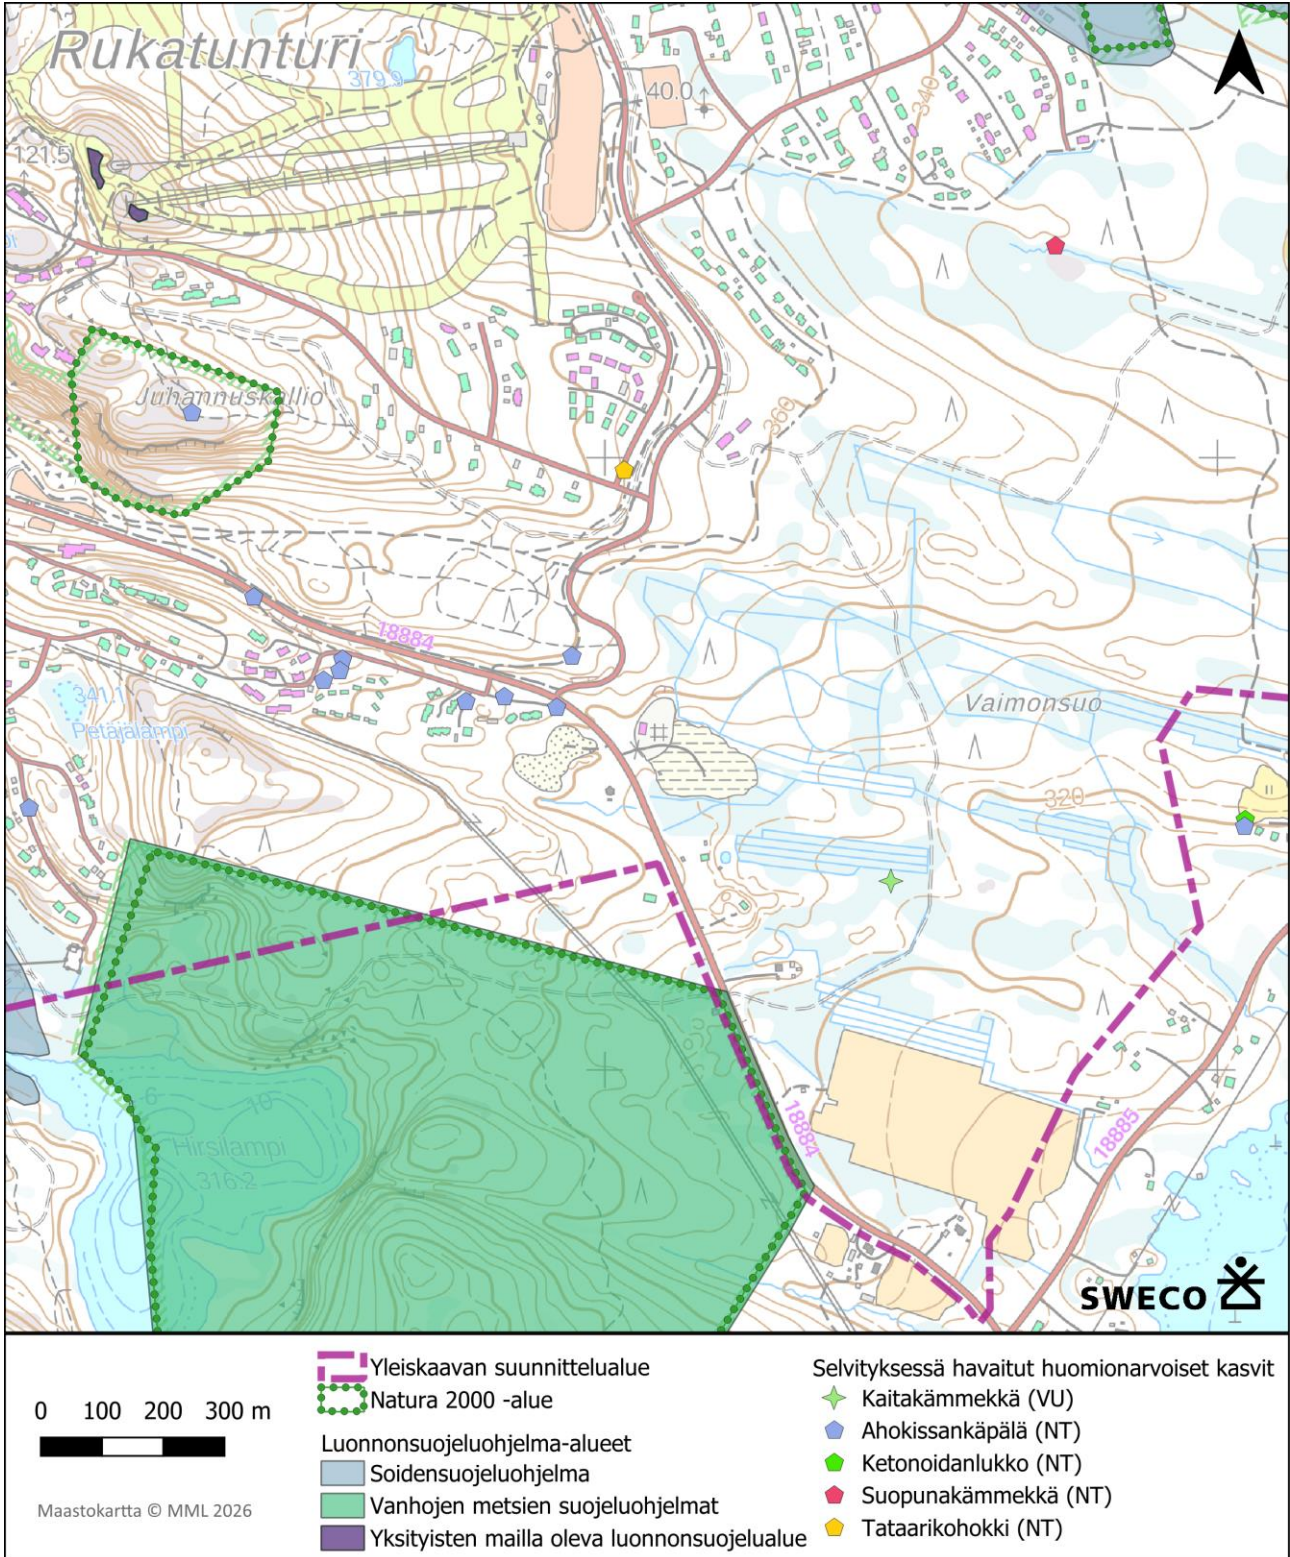 Rukatunturi
379.9
40.0
340
121.5
Juhannuskallio
360
18884
341.1
Petäjälampi
Vaimonsuo
320
6
10
Hirsilampi
316.2
18884
18885
SWECO
0 100 200 300 m
Maastokartta © MML 2026
Yleiskaavan suunnittelualue
Natura 2000 -alue
Luonnonsuojeluohjelma-alueet
Soidensuojeluohjelma
Vanhojen metsien suojeluohjelmat
Yksityisten mailla oleva luonnonsuojelualue
Selvityksessä havaitut huomionarvoiset kasvit
Kaitakämmekkä (VU)
Ahokissankäpälä (NT)
Ketonoidanlukko (NT)
Suopunakämmekkä (NT)
Tataarikohokki (NT)